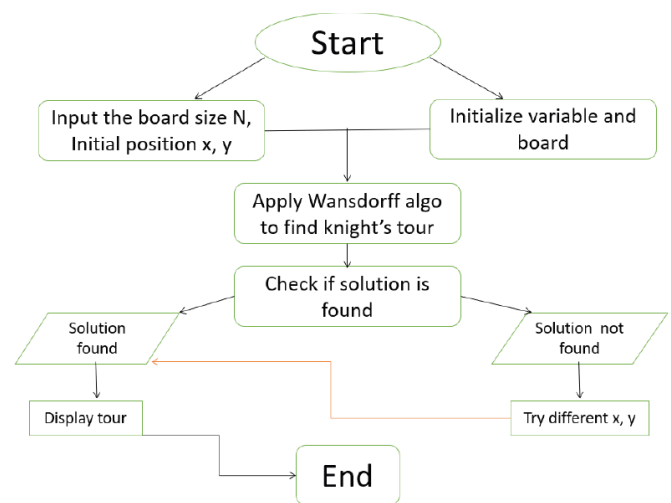 Start
Input the board size N,
Initial position x, y
Initialize variable and
board
Apply Wansdorff algo
to find knight's tour
Check if solution is
found
Solution
found
Solution not
found
Display tour
Try different x, y
End